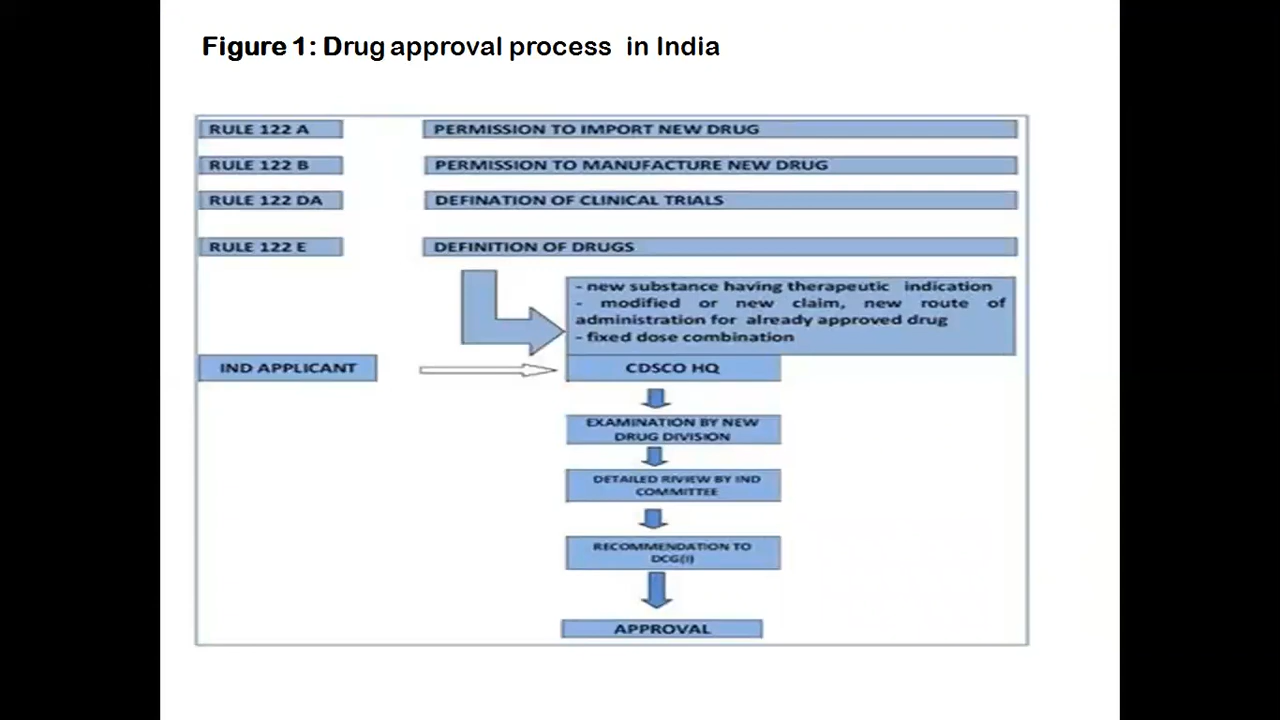 Figure 1: Drug approval process in India
RULE 122 A PERMISSION TO IMPORT NEW DRUG
RULE 122 B PERMISSION TO MANUFACTURE NEW DRUG
RULE 122 DA DEFINATION OF CLINICAL TRIALS
RULE 122 E DEFINITION OF DRUGS
- new substance having therapeutic indication
- modified or new claim, new route of
administration for already approved drug
- fixed dose combination
IND APPLICANT CDSCO HQ
EXAMINATION BY NEW
DRUG DIVISION
DETAILED RIVIEW BY IND
COMMITTEE
RECOMMENDATION TO
DCG(I)
APPROVAL